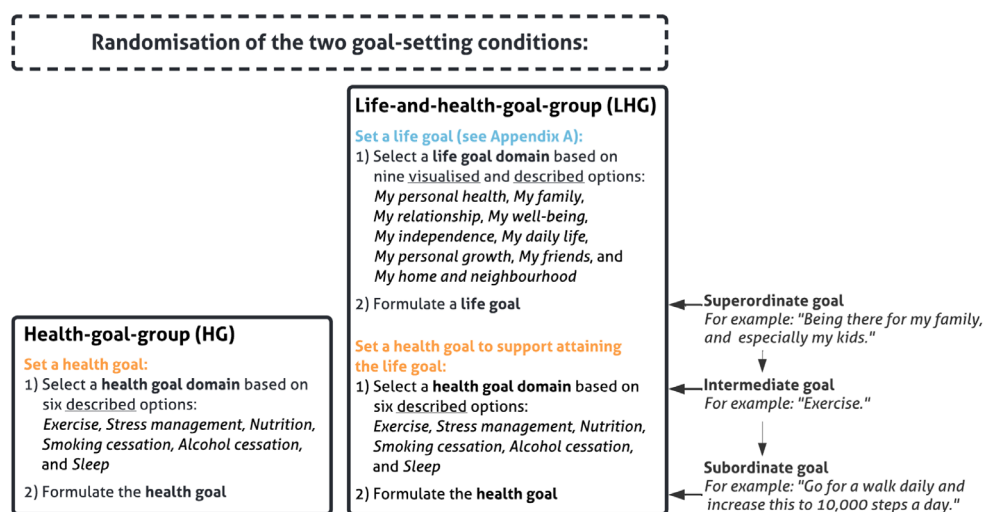 Randomisation of the two goal-setting conditions:
Health-goal-group (HG)
Set a health goal:
1) Select a health goal domain based on
six described options:
Exercise, Stress management, Nutrition,
Smoking cessation, Alcohol cessation,
and Sleep
2) Formulate the health goal
Life-and-health-goal-group (LHG)
Set a life goal (see Appendix A):
1) Select a life goal domain based on
nine visualised and described options:
My personal health, My family,
My relationship, My well-being,
My independence, My daily life,
My personal growth, My friends, and
My home and neighbourhood
2) Formulate a life goal
Set a health goal to support attaining
the life goal:
1) Select a health goal domain based on
six described options:
Exercise, Stress management, Nutrition,
Smoking cessation, Alcohol cessation,
and Sleep
2) Formulate the health goal
Superordinate goal
For example: "Being there for my family,
and especially my kids."
Intermediate goal
For example: "Exercise."
Subordinate goal
For example: "Go for a walk daily and
increase this to 10,000 steps a day."